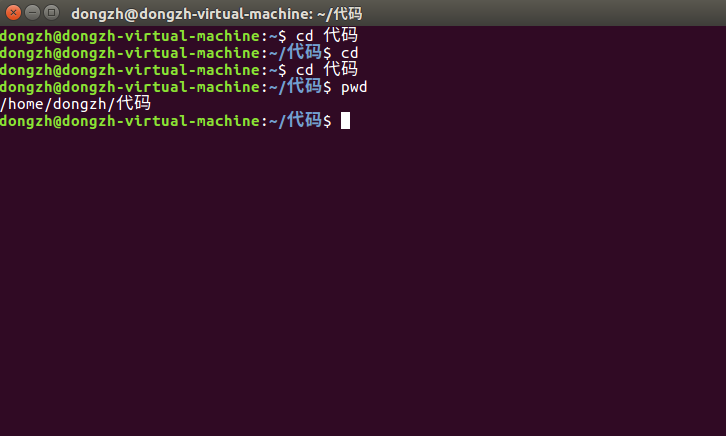 dongzh@dongzh-virtual-machine: ~/代码
dongzh@dongzh-virtual-machine:~$ cd 代码
dongzh@dongzh-virtual-machine:~/代码$ cd
dongzh@dongzh-virtual-machine:~$ cd 代码
dongzh@dongzh-virtual-machine:~/代码$ pwd
/home/dongzh/代码
dongzh@dongzh-virtual-machine:~/代码$